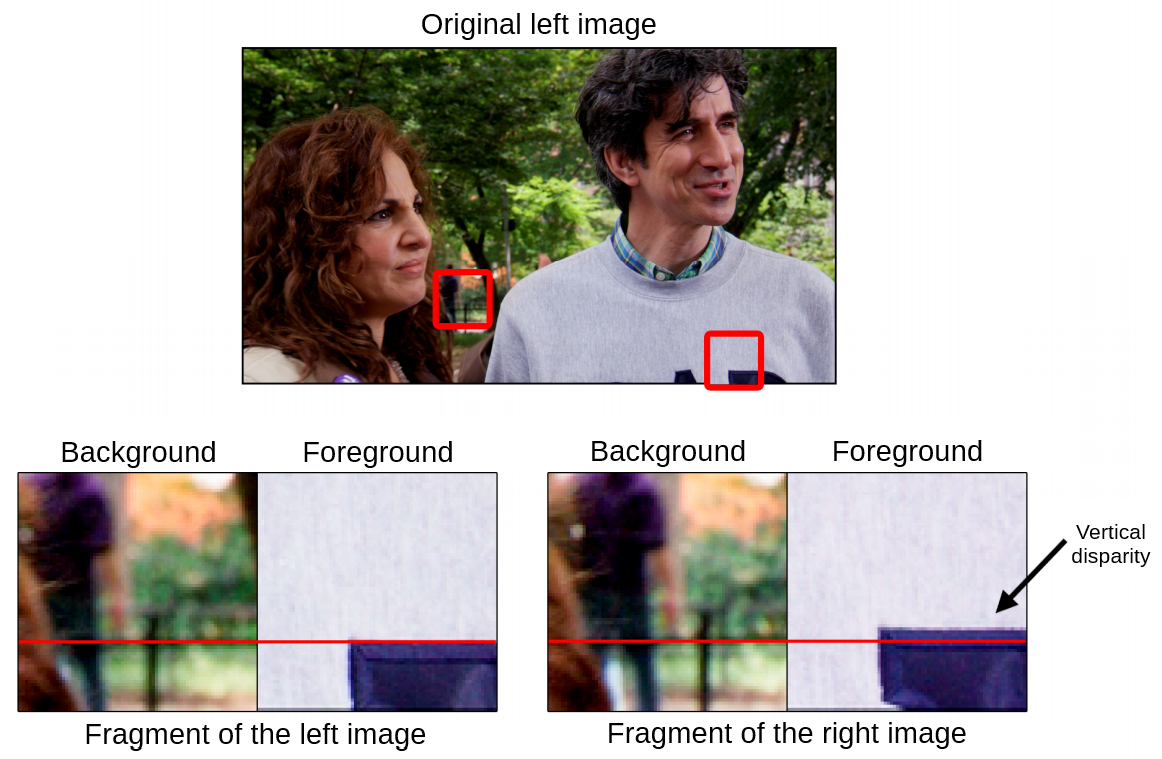 Original left image
Background
Foreground
Background
Foreground
Vertical
disparity
Fragment of the left image
Fragment of the right image